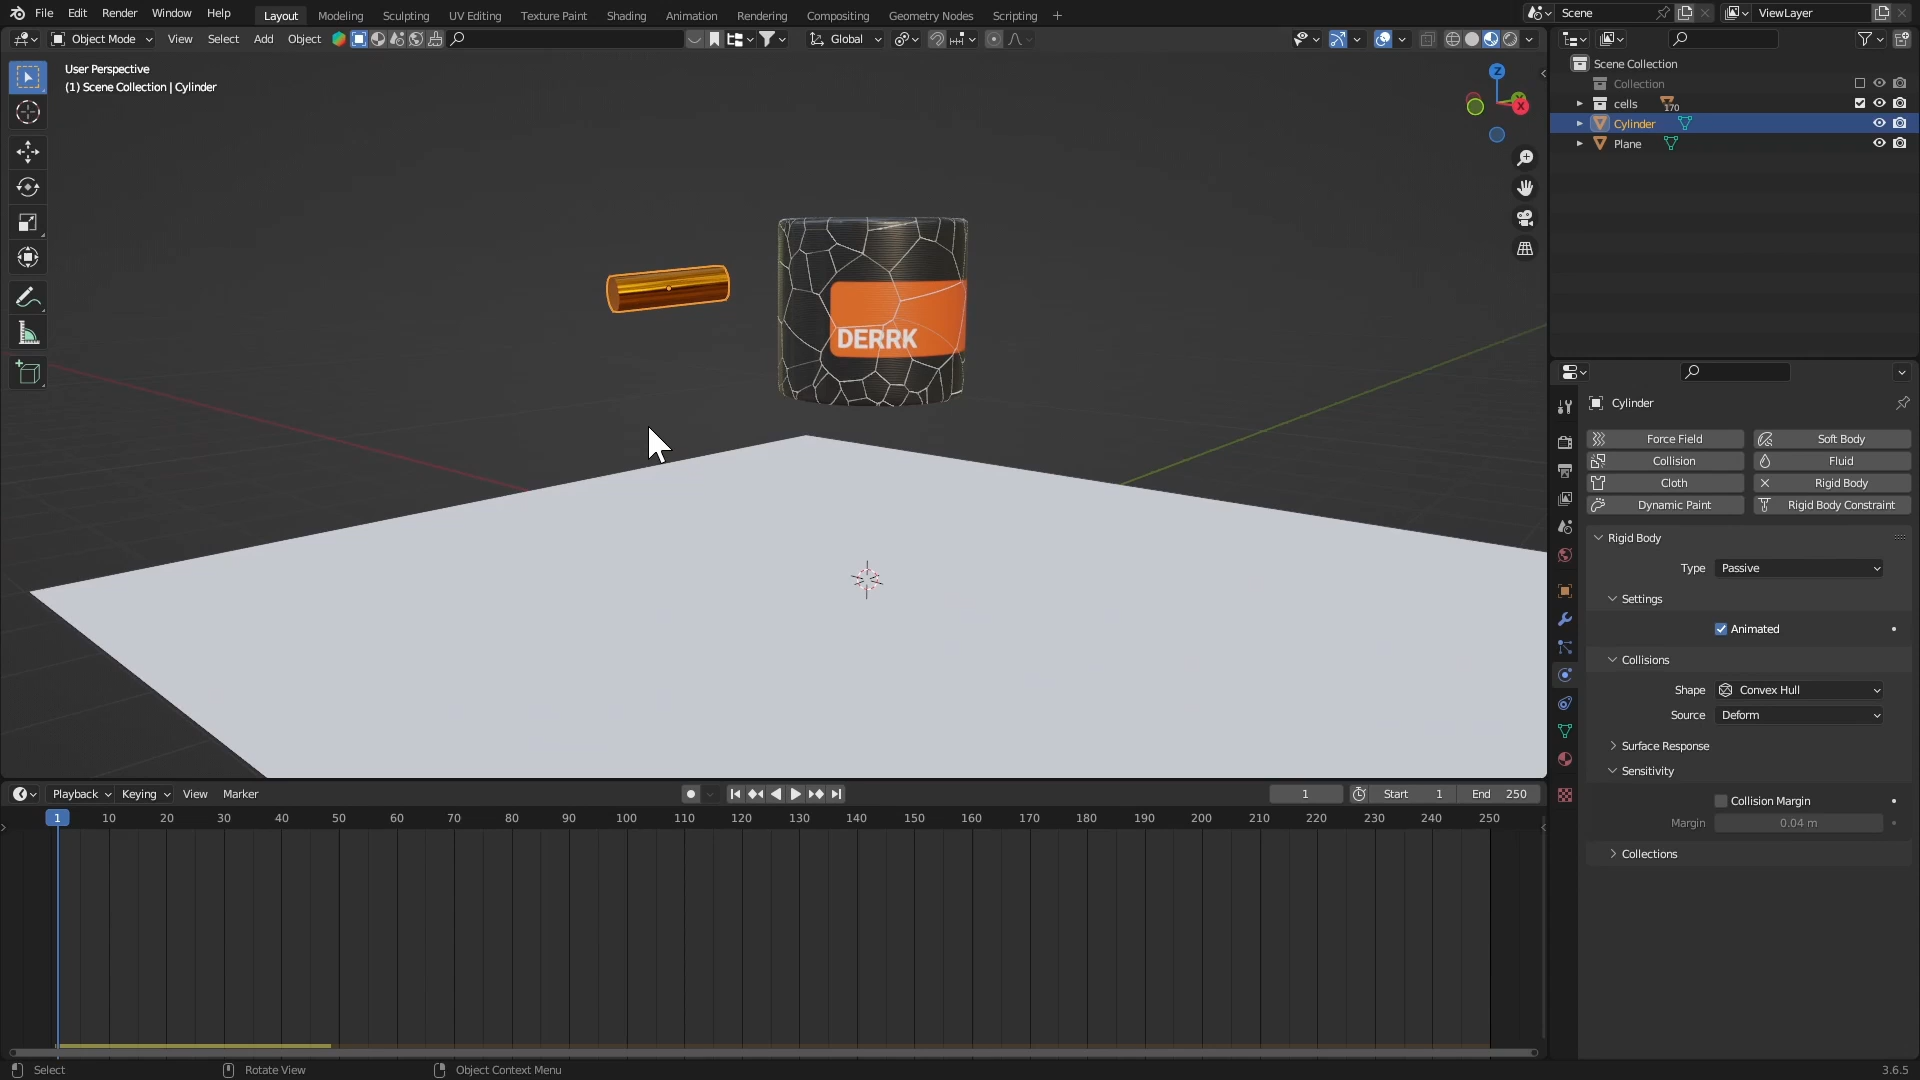 File Edit Render Window Help Layout Modeling Sculpting UV Editing Texture Paint Shading Animation Rendering Compositing Geometry Nodes Scripting + Scene ViewLayer
Object Mode View Select Add Object Global
User Perspective
(1) Scene Collection | Cylinder
Z
Y
X
DERRK
Scene Collection
Collection
cells 170
Cylinder
Plane
Cylinder
Force Field Soft Body
Collision Fluid
Cloth Rigid Body
Dynamic Paint Rigid Body Constraint
Rigid Body
Type Passive
Settings
Animated
Collisions
Shape Convex Hull
Source Deform
Surface Response
Sensitivity
Collision Margin
Margin 0.04 m
Collections
Playback Keying View Marker 1 Start 1 End 250
1 10 20 30 40 50 60 70 80 90 100 110 120 130 140 150 160 170 180 190 200 210 220 230 240 250
Select Rotate View Object Context Menu 3.6.5